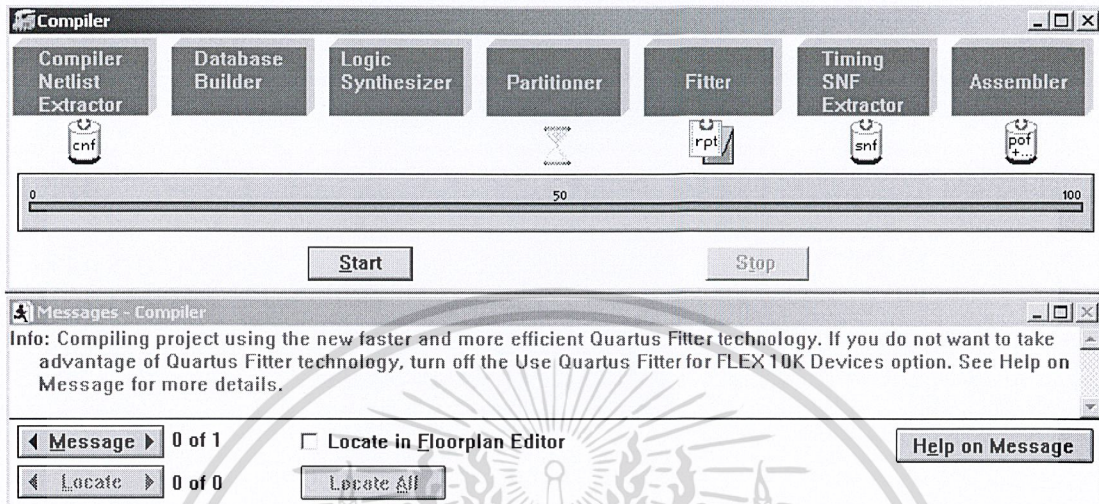 Compiler
Compiler
Netlist
Extractor
Database
Builder
Logic
Synthesizer
Partitioner
Fitter
Timing
SNF
Extractor
Assembler
cnf
rpt
snf
pof
+...
0 50 100
Start Stop
Messages - Compiler
Info: Compiling project using the new faster and more efficient Quartus Fitter technology. If you do not want to take
advantage of Quartus Fitter technology, turn off the Use Quartus Fitter for FLEX 10K Devices option. See Help on
Message for more details.
Message 0 of 1 Locate in Floorplan Editor Help on Message
Locate 0 of 0 Locate All